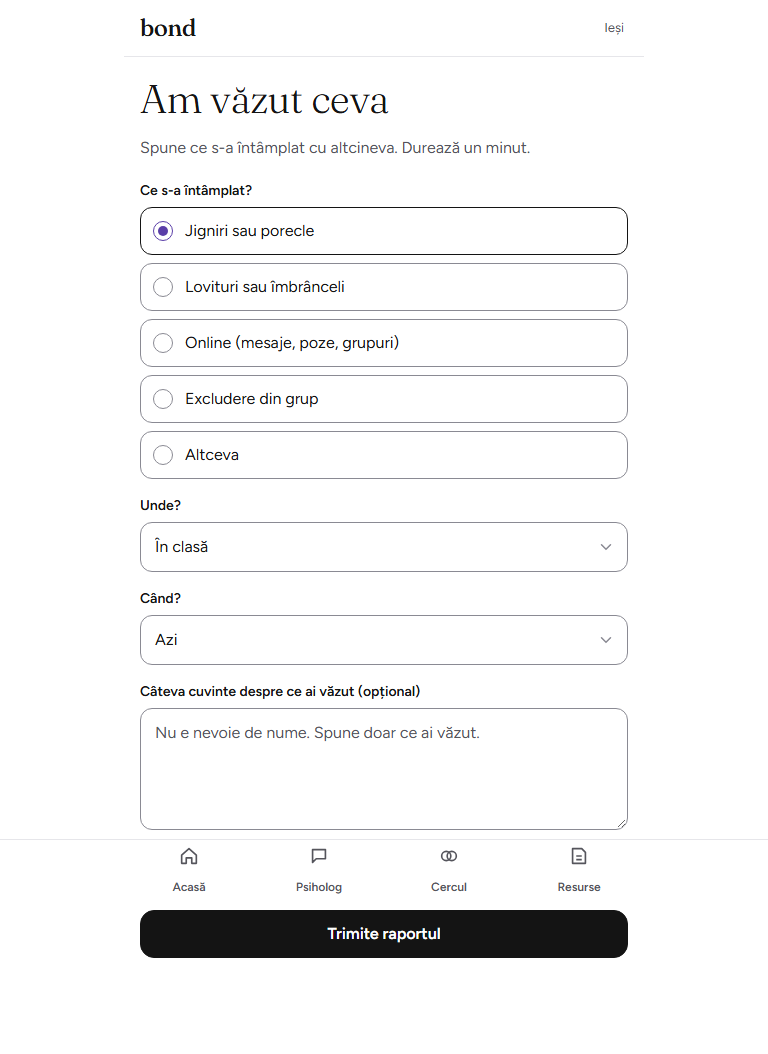 bond
Ieși
Am văzut ceva
Spune ce s-a întâmplat cu altcineva. Durează un minut.
Ce s-a întâmplat?
Jigniri sau porecle
Lovituri sau îmbrânceli
Online (mesaje, poze, grupuri)
Excludere din grup
Altceva
Unde?
În clasă
Când?
Azi
Câteva cuvinte despre ce ai văzut (opțional)
Nu e nevoie de nume. Spune doar ce ai văzut.
Acasă
Psiholog
Cercul
Resurse
Trimite raportul